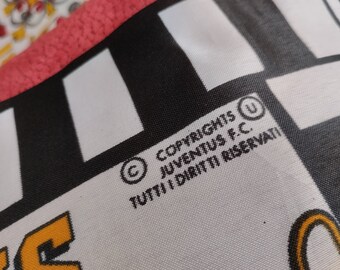 © COPYRIGHTS Ⓤ
JUVENTUS F.C.
TUTTI I DIRITTI RISERVATI